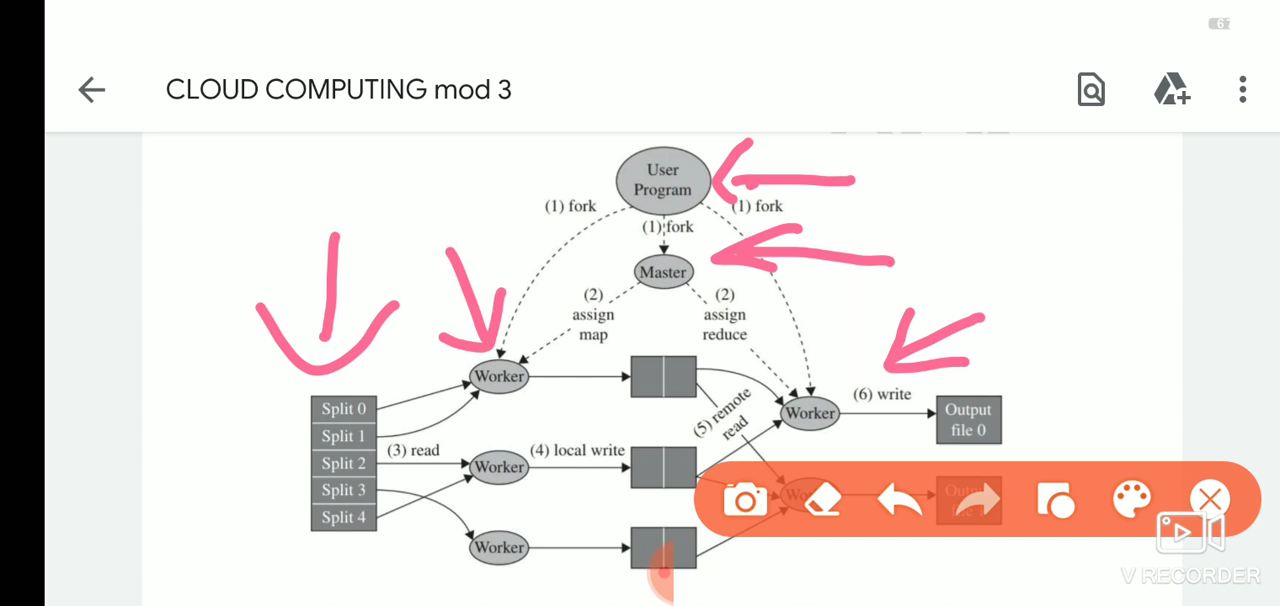 CLOUD COMPUTING mod 3
User
Program
(1) fork
(1) fork
(1) fork
Master
(2)
assign
map
(2)
assign
reduce
Worker
Split 0
Split 1
Split 2
Split 3
Split 4
(3) read
Worker
(4) local write
Worker
(5) remote
read
Worker
(6) write
Output
file 0
V RECORDER